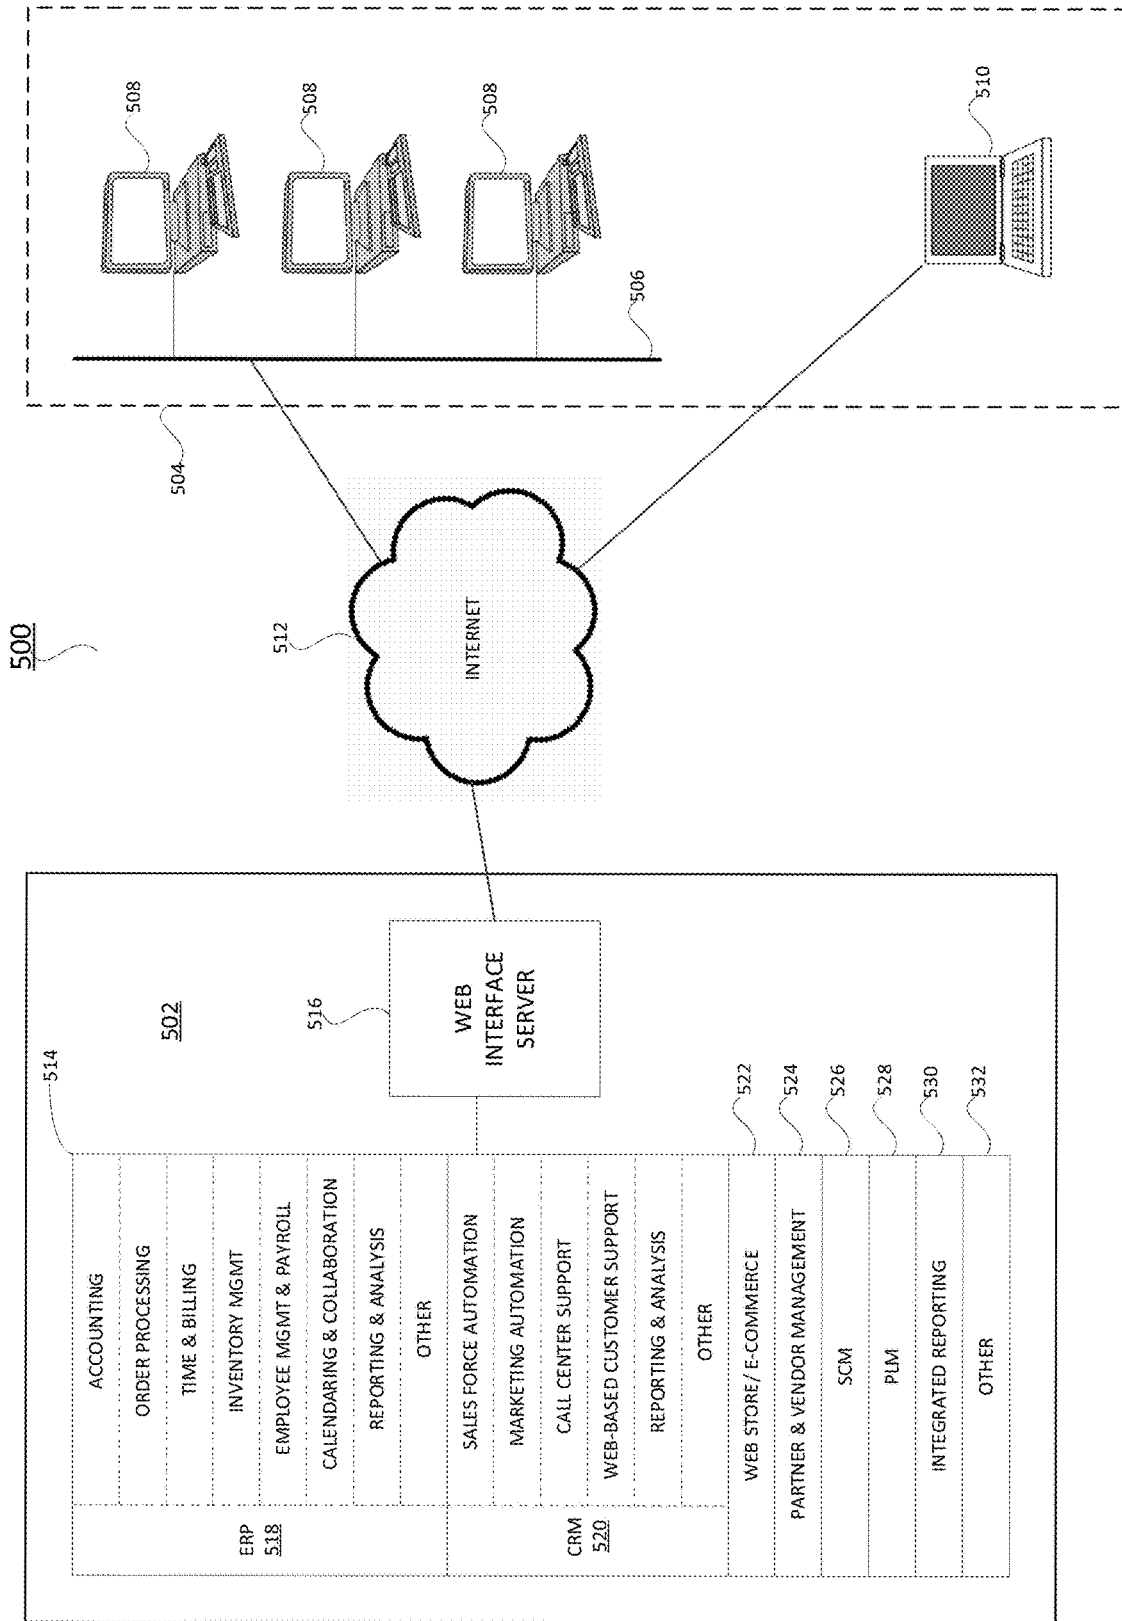 500
502
514
ERP
518
ACCOUNTING
ORDER PROCESSING
TIME & BILLING
INVENTORY MGMT
EMPLOYEE MGMT & PAYROLL
CALENDARING & COLLABORATION
REPORTING & ANALYSIS
OTHER
CRM
520
SALES FORCE AUTOMATION
MARKETING AUTOMATION
CALL CENTER SUPPORT
WEB-BASED CUSTOMER SUPPORT
REPORTING & ANALYSIS
OTHER
WEB STORE/ E-COMMERCE
522
PARTNER & VENDOR MANAGEMENT
524
SCM
526
PLM
528
INTEGRATED REPORTING
530
OTHER
532
516
WEB
INTERFACE
SERVER
512
INTERNET
504
506
508
508
508
510